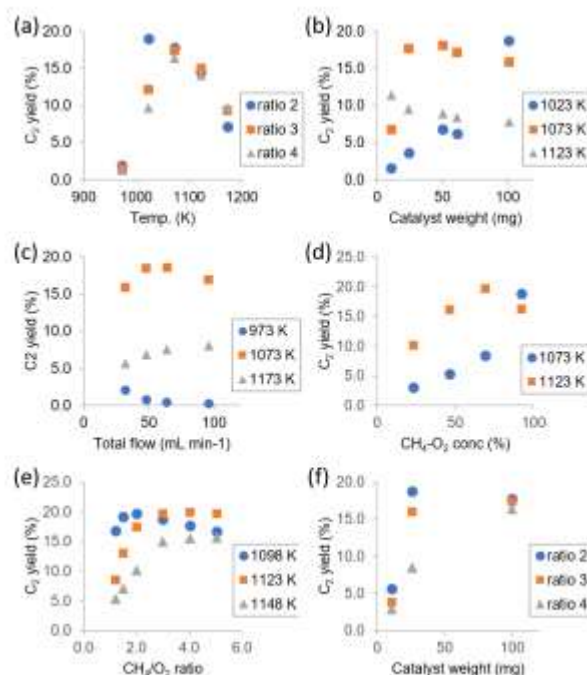 (a)
20.0
15.0
10.0
5.0
0.0
C₂ yield (%)
900 1000 1100 1200
Temp. (K)
ratio 2
ratio 3
ratio 4
(b)
20.0
15.0
10.0
5.0
0.0
C₂ yield (%)
0 50 100
Catalyst weight (mg)
1023 K
1073 K
1123 K
(c)
20.0
15.0
10.0
5.0
0.0
C2 yield (%)
0 50 100
Total flow (mL min-1)
973 K
1073 K
1173 K
(d)
25.0
20.0
15.0
10.0
5.0
0.0
C₂ yield (%)
0 50 100
CH₄-O₂ conc (%)
1073 K
1123 K
(e)
25.0
20.0
15.0
10.0
5.0
0.0
C₂ yield (%)
0.0 2.0 4.0 6.0
CH₄/O₂ ratio
1098 K
1123 K
1148 K
(f)
20.0
15.0
10.0
5.0
0.0
C₂ yield (%)
0 50 100
Catalyst weight (mg)
ratio 2
ratio 3
ratio 4